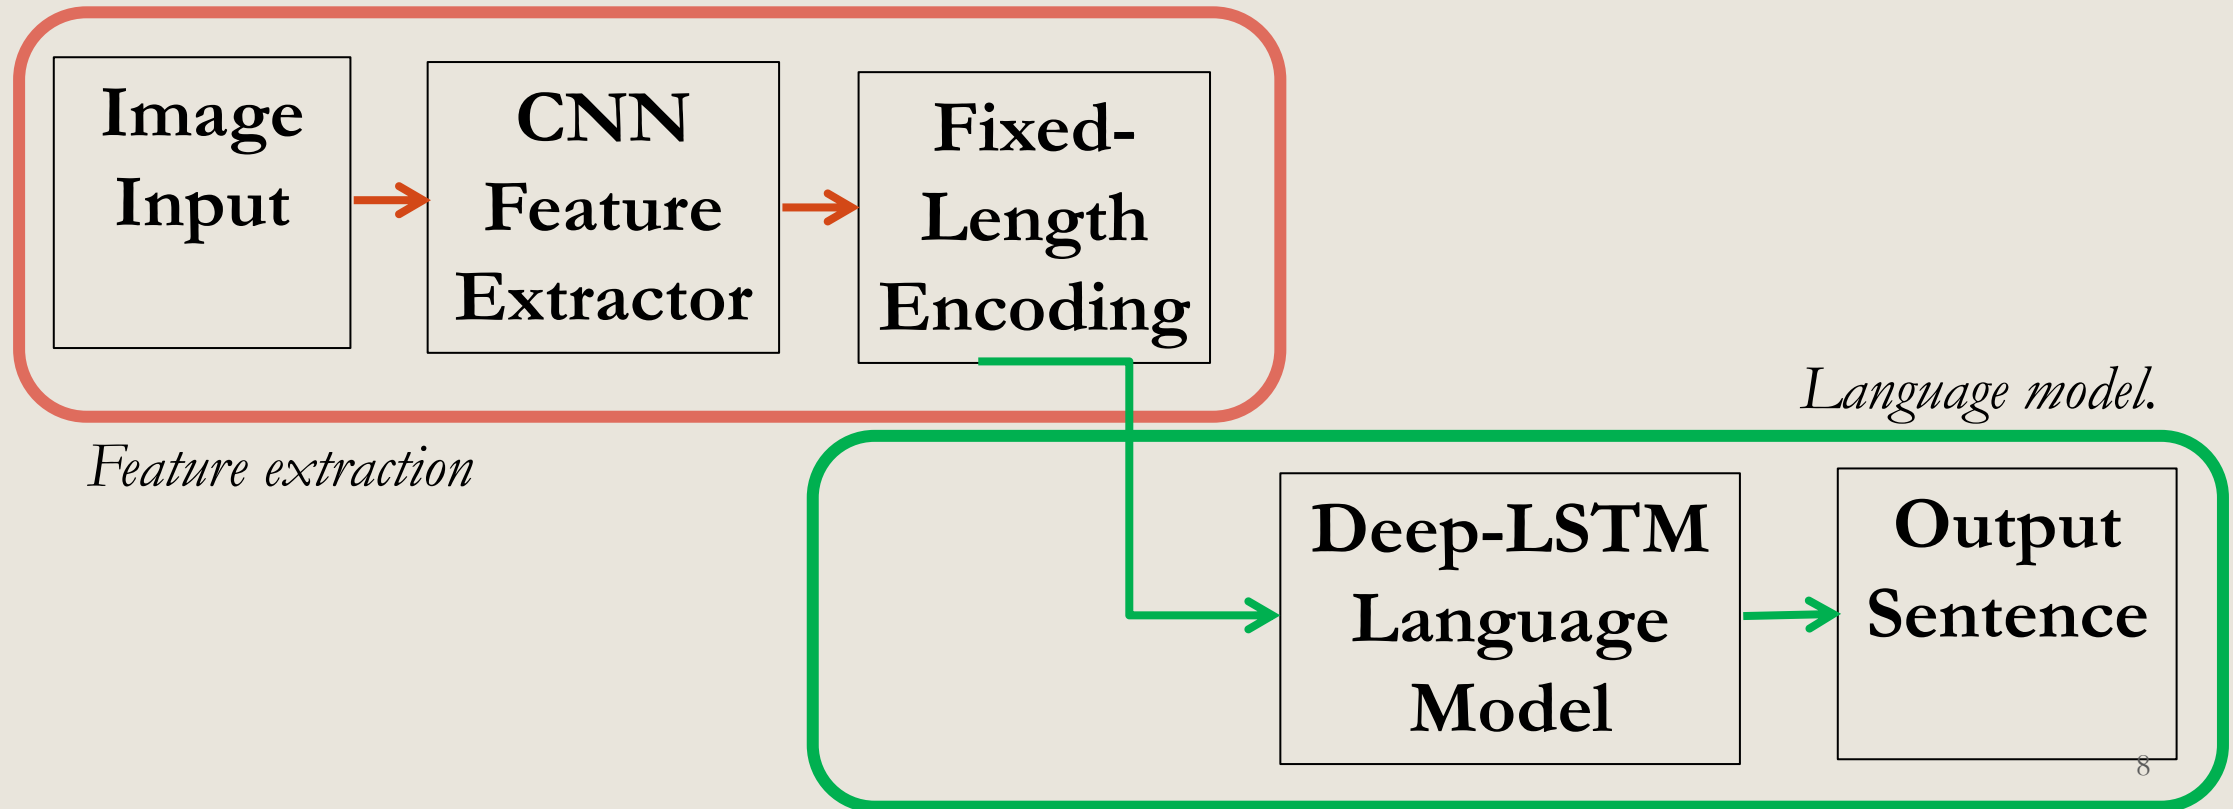 Image
Input
CNN
Feature
Extractor
Fixed-
Length
Encoding
Feature extraction
Language model.
Deep-LSTM
Language
Model
Output
Sentence
8